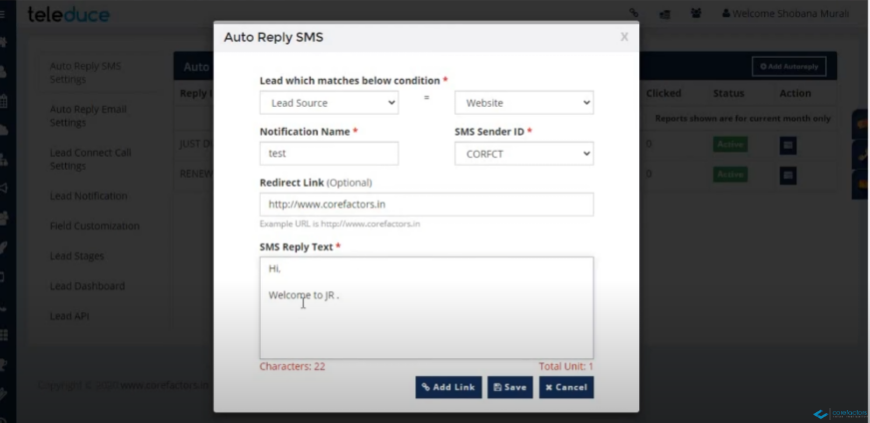 teleduce
Welcome Shobana Murali
Auto Reply SMS
X
Auto Reply SMS
Settings
Auto Reply Email
Settings
Lead Connect Call
Settings
Lead Notification
Field Customization
Lead Stages
Lead Dashboard
Lead API
Auto
Add Autoreply
Clicked Status Action
Reports shown are for current month only
JUST
0 Active
RENEW
0 Active
Lead which matches below condition *
Lead Source = Website
Notification Name * SMS Sender ID *
test CORFCT
Redirect Link (Optional)
http://www.corefactors.in
Example URL is http://www.corefactors.in
SMS Reply Text *
Hi,
Welcome to JR .
Characters: 22 Total Unit: 1
Add Link Save Cancel
www.corefactors.in
corefactors